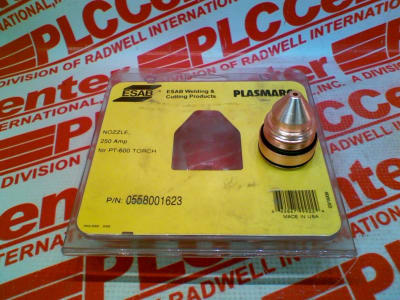 PLCCenter
A DIVISION OF RADWELL INTERNATIONAL, INC.
ESAB
ESAB Welding &
Cutting Products
PLASMARC
NOZZLE,
250 Amp
for PT-600 TORCH
P/N: 0558001623
MADE IN USA